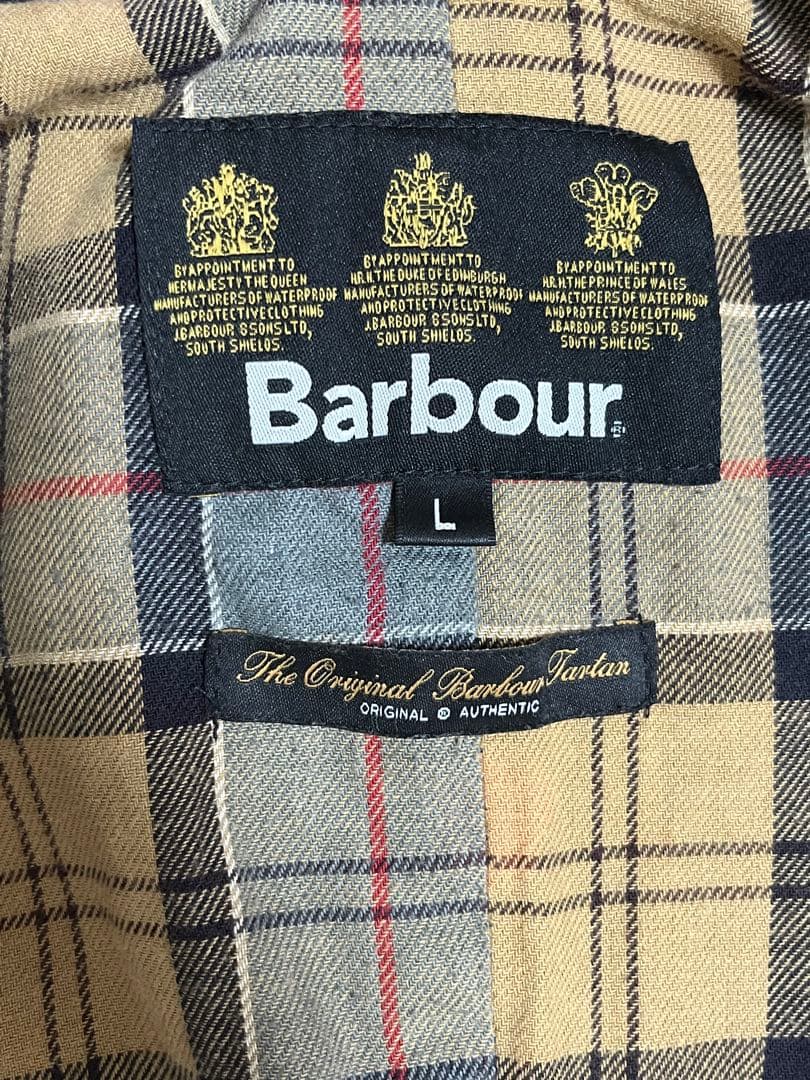 BY APPOINTMENT TO
HER MAJESTY THE QUEEN
MANUFACTURERS OF WATERPROOF
AND PROTECTIVE CLOTHING
J.BARBOUR & SONS LTD,
SOUTH SHIELDS.
BY APPOINTMENT TO
H.R.H. THE DUKE OF EDINBURGH
MANUFACTURERS OF WATERPROOF
AND PROTECTIVE CLOTHING
J.BARBOUR & SONS LTD,
SOUTH SHIELDS.
BY APPOINTMENT TO
H.R.H. THE PRINCE OF WALES
MANUFACTURERS OF WATERPROOF
AND PROTECTIVE CLOTHING
J.BARBOUR & SONS LTD,
SOUTH SHIELDS.
Barbour®
L
The Original Barbour Tartan
ORIGINAL ® AUTHENTIC